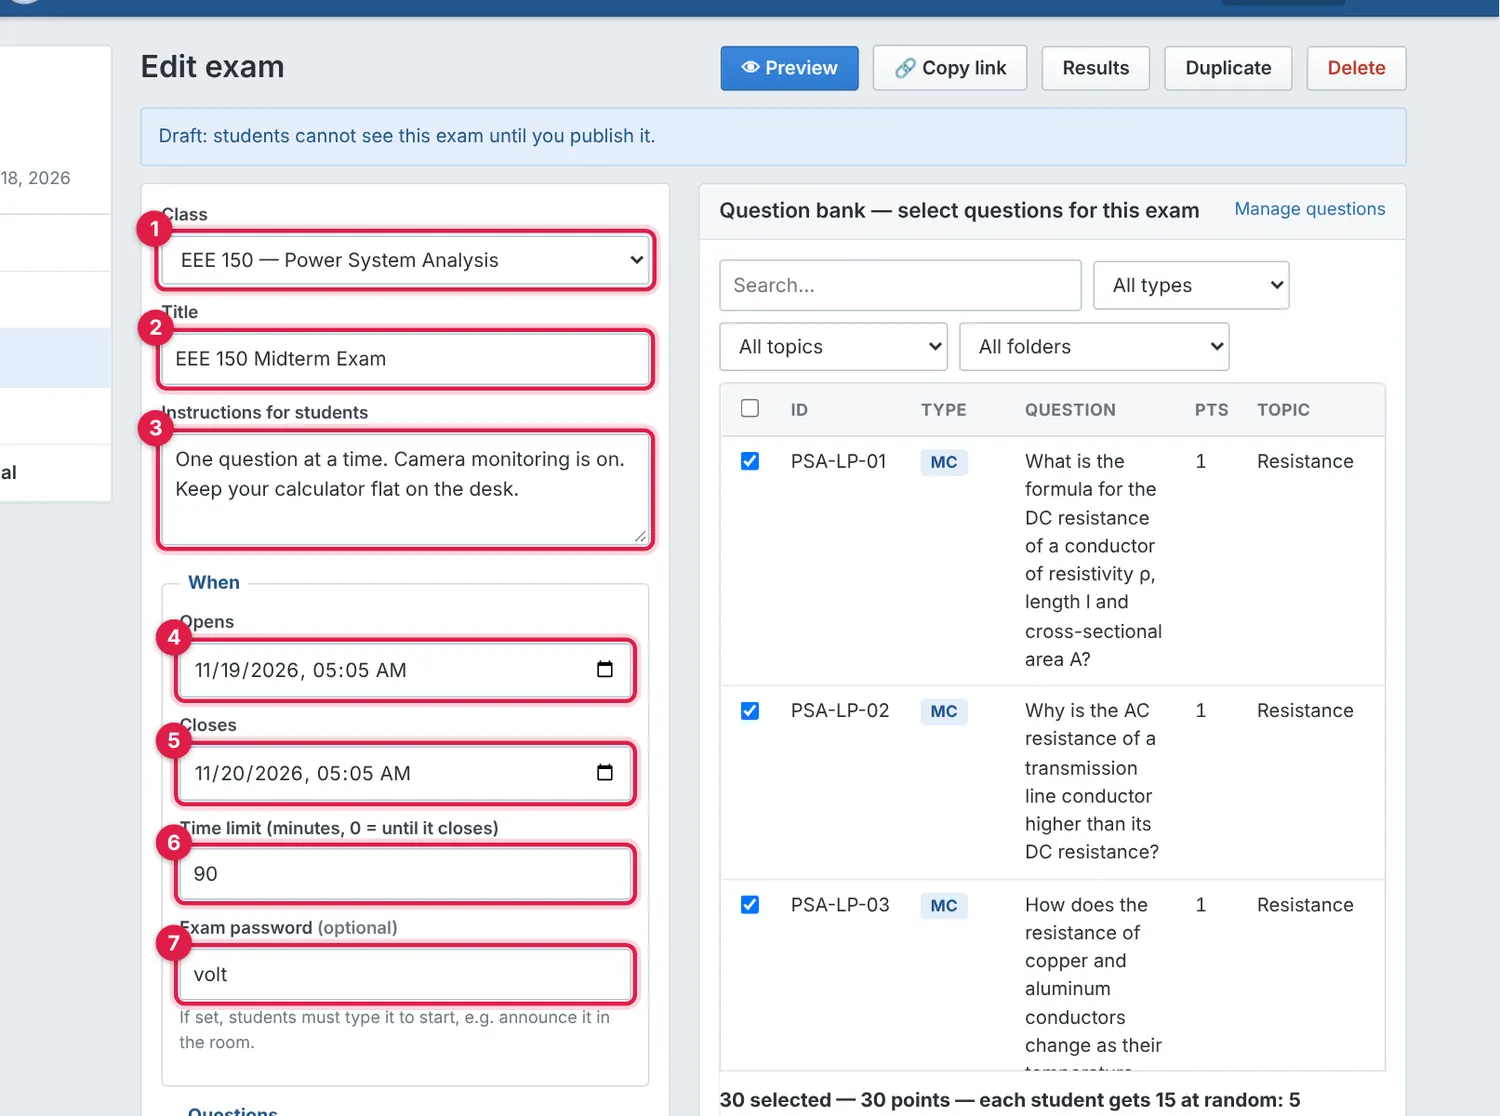 Edit exam
Preview
Copy link
Results
Duplicate
Delete
Draft: students cannot see this exam until you publish it.
18, 2026
al
Class
1
EEE 150 — Power System Analysis
Title
2
EEE 150 Midterm Exam
Instructions for students
3
One question at a time. Camera monitoring is on.
Keep your calculator flat on the desk.
When
Opens
4
11/19/2026, 05:05 AM
Closes
5
11/20/2026, 05:05 AM
Time limit (minutes, 0 = until it closes)
6
90
Exam password (optional)
7
volt
If set, students must type it to start, e.g. announce it in
the room.
Questions
Question bank — select questions for this exam
Manage questions
Search...
All types
All topics
All folders
ID TYPE QUESTION PTS TOPIC
PSA-LP-01 MC What is the 1 Resistance
formula for the
DC resistance
of a conductor
of resistivity ρ,
length l and
cross-sectional
area A?
PSA-LP-02 MC Why is the AC 1 Resistance
resistance of a
transmission
line conductor
higher than its
DC resistance?
PSA-LP-03 MC How does the 1 Resistance
resistance of
copper and
aluminum
conductors
change as their
30 selected — 30 points — each student gets 15 at random: 5